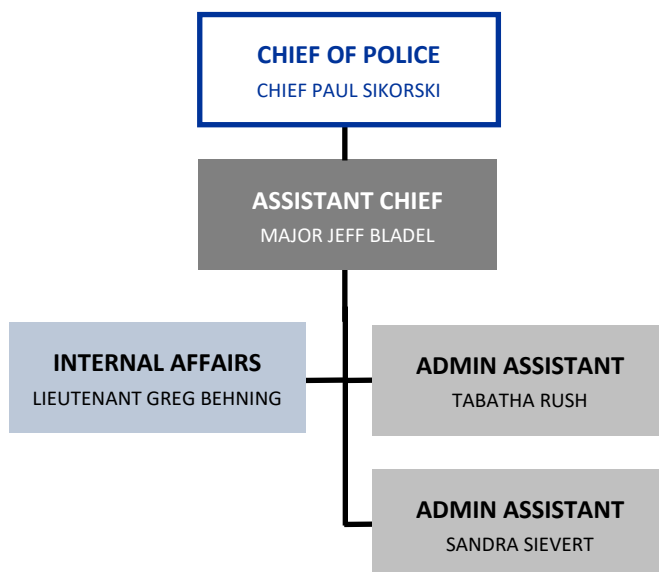 CHIEF OF POLICE
CHIEF PAUL SIKORSKI
ASSISTANT CHIEF
MAJOR JEFF BLADEL
INTERNAL AFFAIRS
LIEUTENANT GREG BEHNING
ADMIN ASSISTANT
TABATHA RUSH
ADMIN ASSISTANT
SANDRA SIEVERT